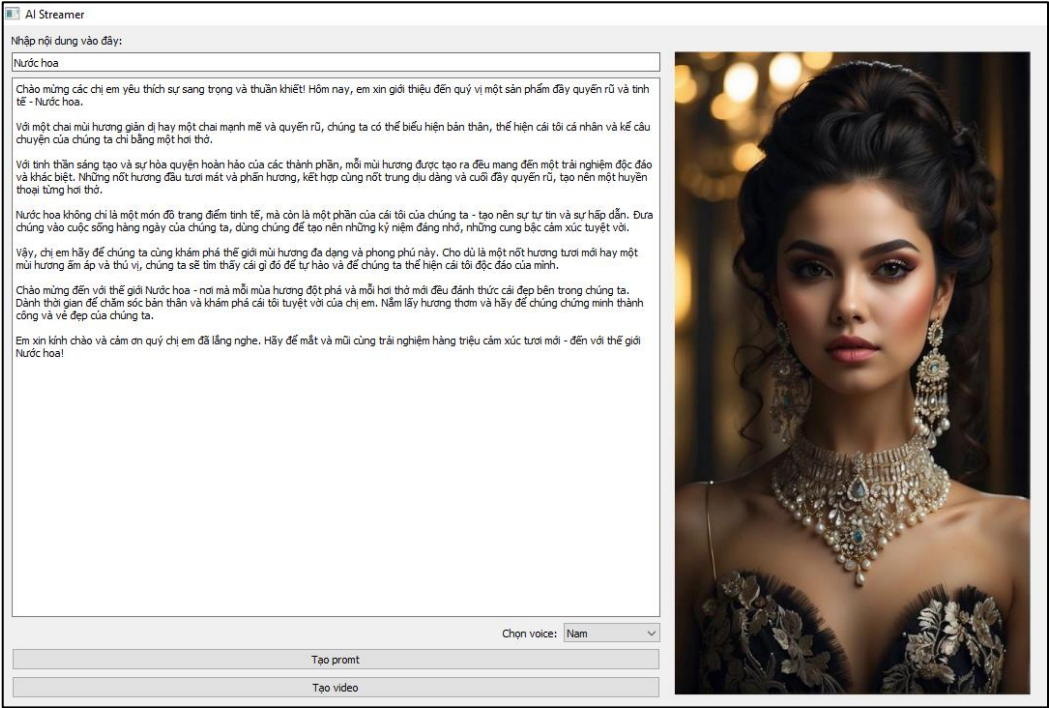 AI Streamer
Nhập nội dung vào đây:
Nước hoa
Chào mừng các chị em yêu thích sự sang trọng và thuần khiết! Hôm nay, em xin giới thiệu đến quý vị một sản phẩm đầy quyến rũ và tinh
tế - Nước hoa.
Với một chai mùi hương giản dị hay một chai mạnh mẽ và quyến rũ, chúng ta có thể biểu hiện bản thân, thể hiện cái tôi cá nhân và kể câu
chuyện của chúng ta chỉ bằng một hơi thở.
Với tinh thần sáng tạo và sự hòa quyện hoàn hảo của các thành phần, mỗi mùi hương được tạo ra đều mang đến một trải nghiệm độc đáo
và khác biệt. Những nốt hương đầu tươi mát và phấn hương, kết hợp cùng nốt trung dịu dàng và cuối đầy quyến rũ, tạo nên một huyền
thoại từng hơi thở.
Nước hoa không chỉ là một món đồ trang điểm tinh tế, mà còn là một phần của cái tôi của chúng ta - tạo nên sự tự tin và sự hấp dẫn. Đưa
chúng vào cuộc sống hàng ngày của chúng ta, dùng chúng để tạo nên những kỷ niệm đáng nhớ, những cung bậc cảm xúc tuyệt vời.
Vậy, chị em hãy để chúng ta cùng khám phá thế giới mùi hương đa dạng và phong phú này. Cho dù là một nốt hương tươi mới hay một
mùi hương ấm áp và thú vị, chúng ta sẽ tìm thấy cái gì đó để tự hào và để chúng ta thể hiện cái tôi độc đáo của mình.
Chào mừng đến với thế giới Nước hoa - nơi mà mỗi mùa hương đột phá và mỗi hơi thở mới đều đánh thức cái đẹp bên trong chúng ta.
Dành thời gian để chăm sóc bản thân và khám phá cái tôi tuyệt vời của chị em. Nắm lấy hương thơm và hãy để chúng chứng minh thành
công và vẻ đẹp của chúng ta.
Em xin kính chào và cảm ơn quý chị em đã lắng nghe. Hãy để mắt và mũi cùng trải nghiệm hàng triệu cảm xúc tươi mới - đến với thế giới
Nước hoa!
Chọn voice: Nam
Tạo promt
Tạo video